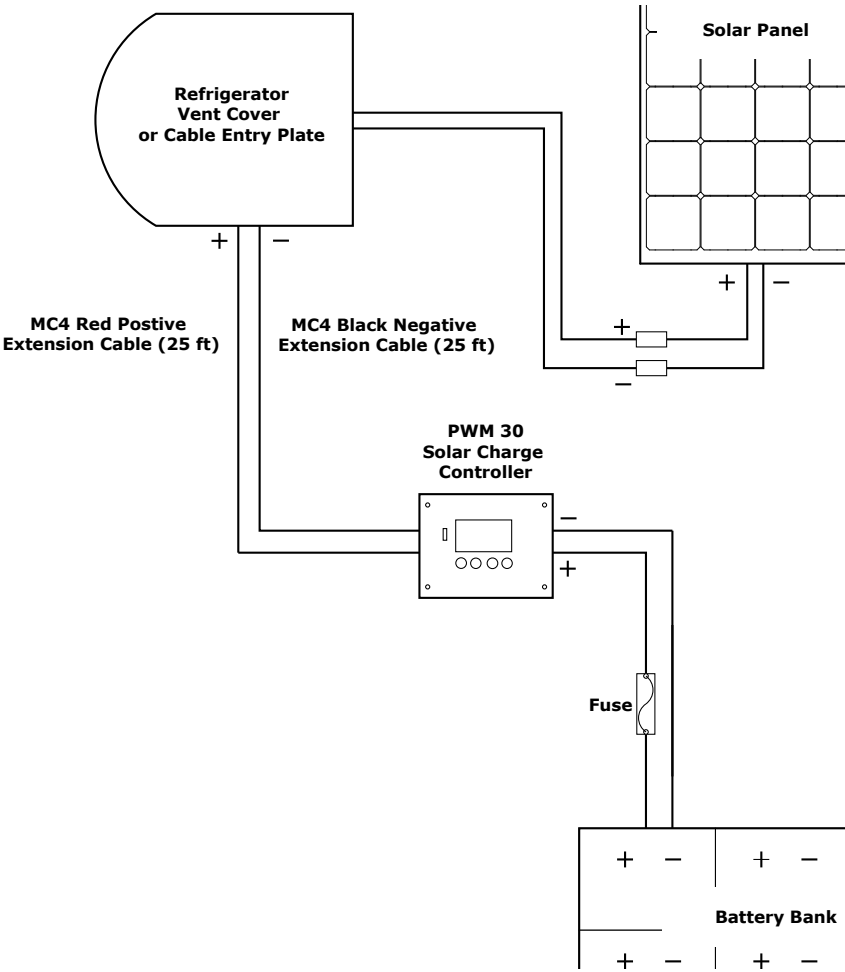 Solar Panel
Refrigerator
Vent Cover
or Cable Entry Plate
+ −
+ −
MC4 Red Postive
Extension Cable (25 ft)
MC4 Black Negative
Extension Cable (25 ft)
+
−
PWM 30
Solar Charge
Controller
−
+
Fuse
+ − + −
Battery Bank
+ − + −